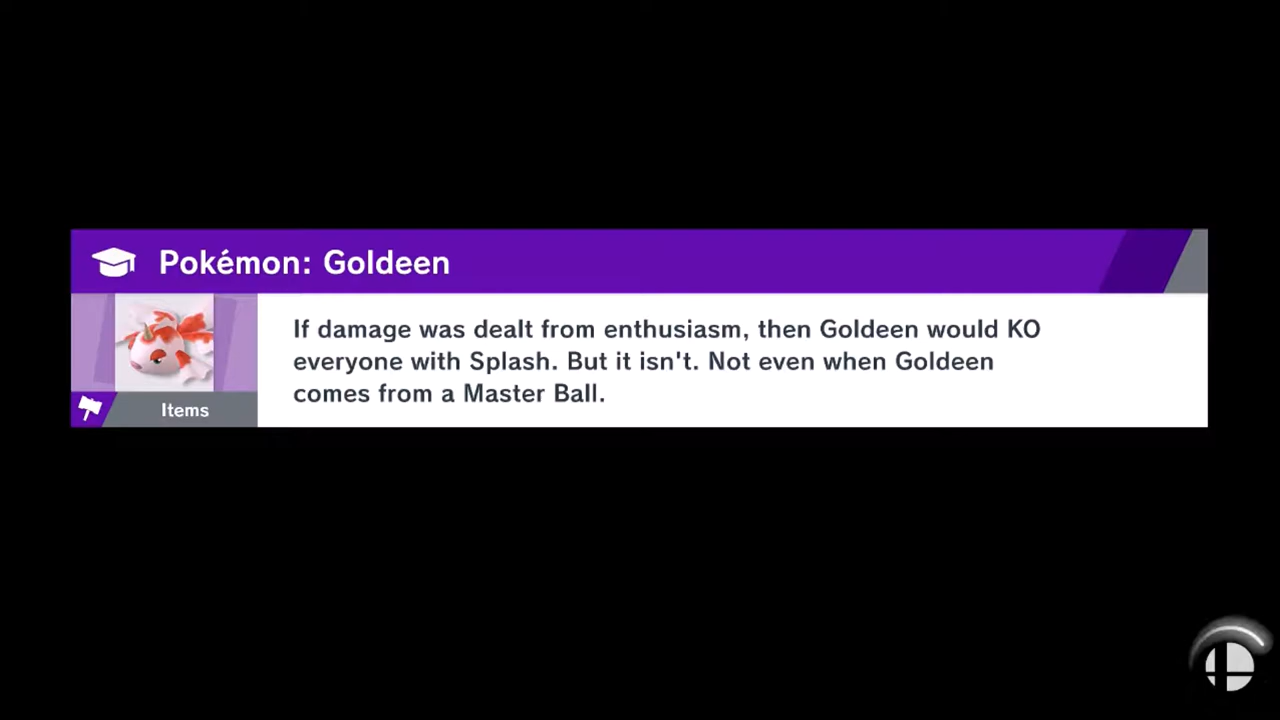 Pokémon: Goldeen
If damage was dealt from enthusiasm, then Goldeen would KO
everyone with Splash. But it isn't. Not even when Goldeen
comes from a Master Ball.
Items